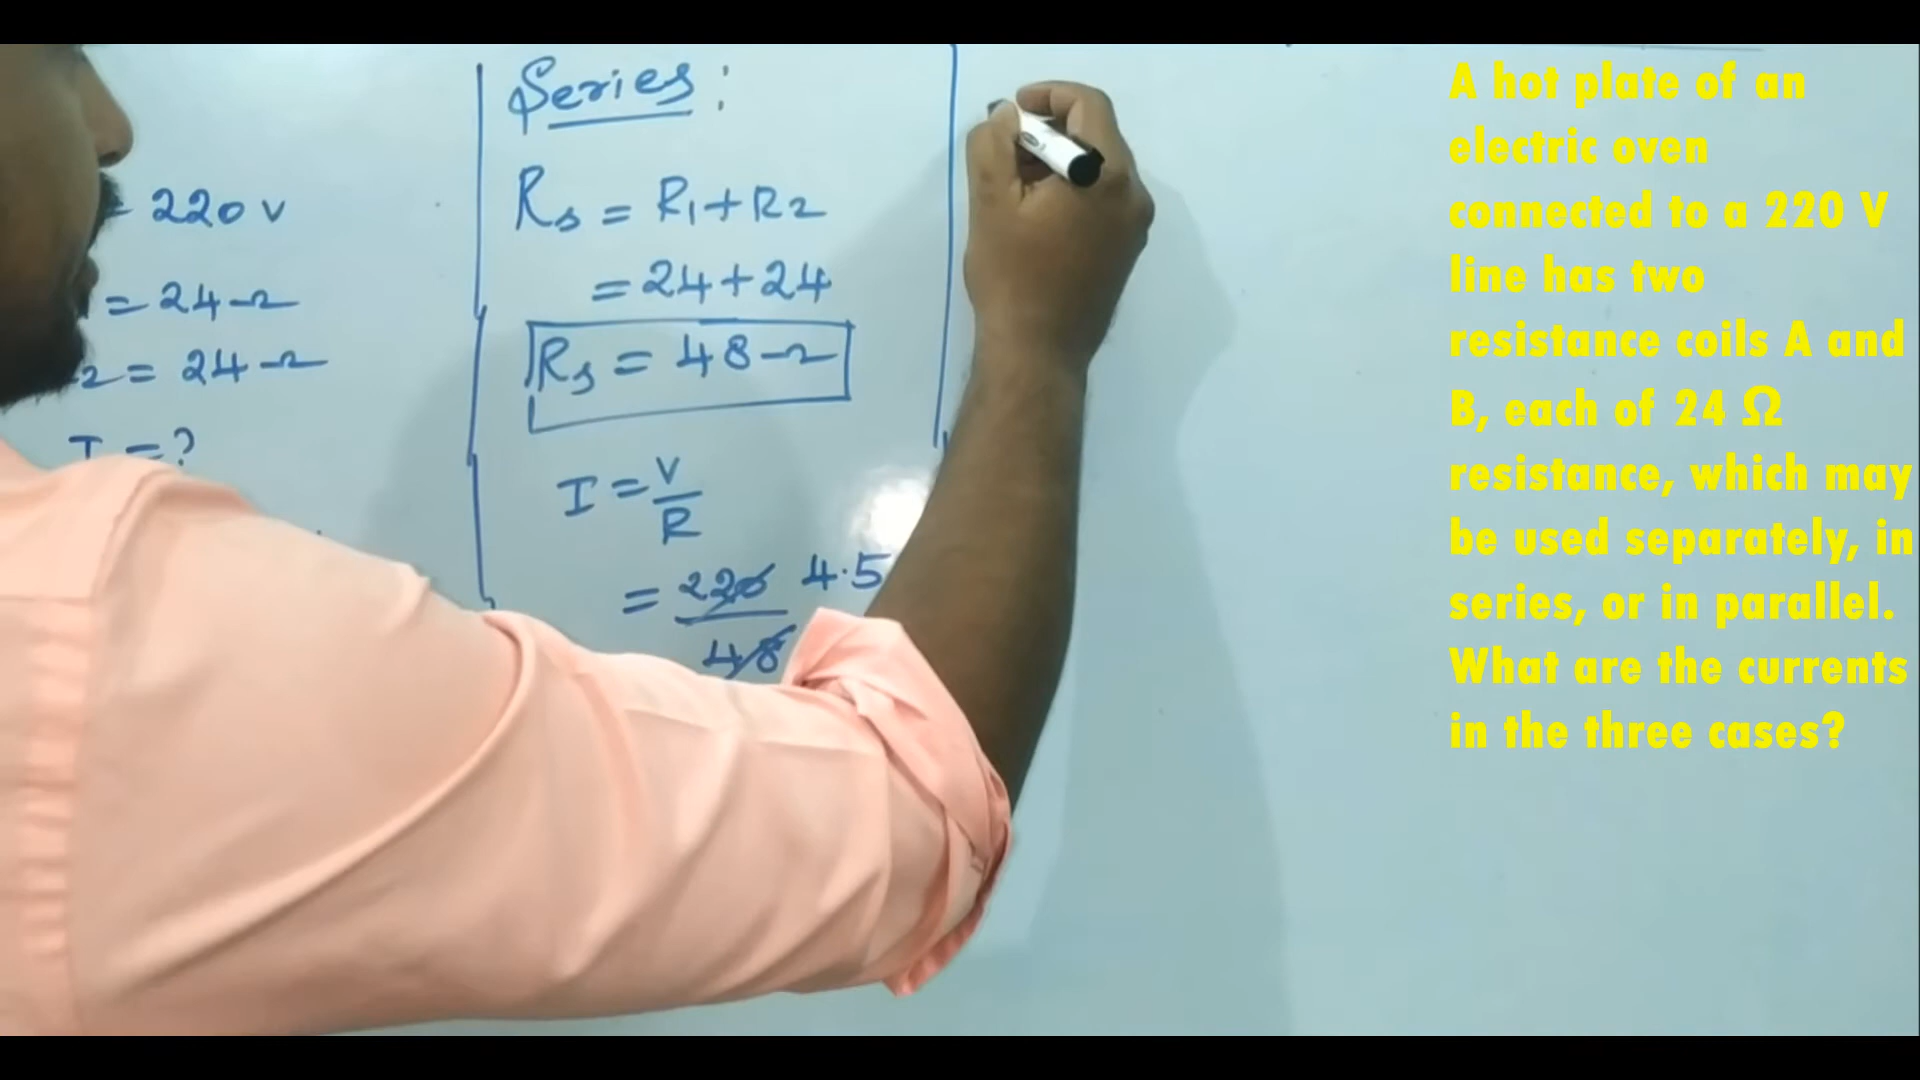 = 220 V
= 24 Ω
2 = 24 Ω
I = ?
Series :
Rs = R1 + R2
= 24 + 24
Rs = 48 Ω
I = V
R
= 220 4.5
48
A hot plate of an
electric oven
connected to a 220 V
line has two
resistance coils A and
B, each of 24 Ω
resistance, which may
be used separately, in
series, or in parallel.
What are the currents
in the three cases?